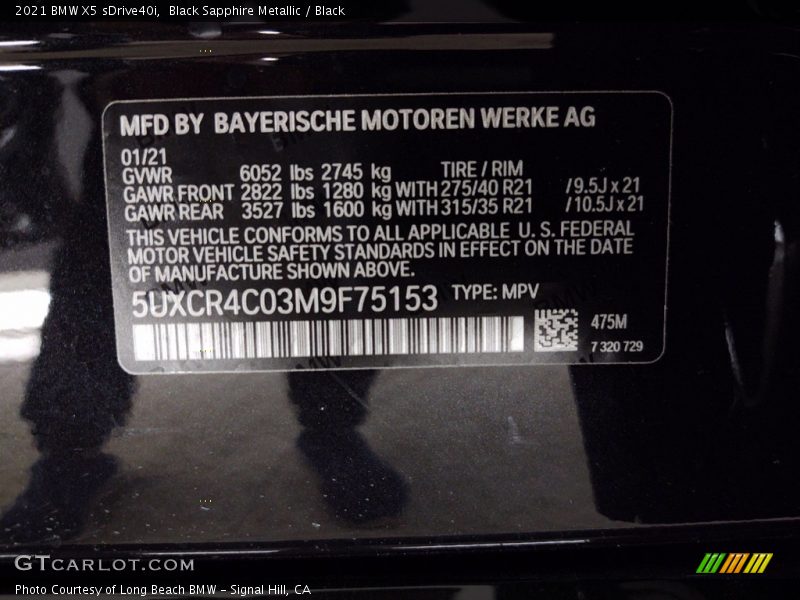 2021 BMW X5 sDrive40i, Black Sapphire Metallic / Black
MFD BY BAYERISCHE MOTOREN WERKE AG
01/21
GVWR 6052 lbs 2745 kg TIRE / RIM
GAWR FRONT 2822 lbs 1280 kg WITH 275/40 R21 /9.5J x 21
GAWR REAR 3527 lbs 1600 kg WITH 315/35 R21 /10.5J x 21
THIS VEHICLE CONFORMS TO ALL APPLICABLE U.S. FEDERAL
MOTOR VEHICLE SAFETY STANDARDS IN EFFECT ON THE DATE
OF MANUFACTURE SHOWN ABOVE.
5UXCR4C03M9F75153 TYPE: MPV
475M
7 320 729
GTCARLOT.COM
Photo Courtesy of Long Beach BMW - Signal Hill, CA